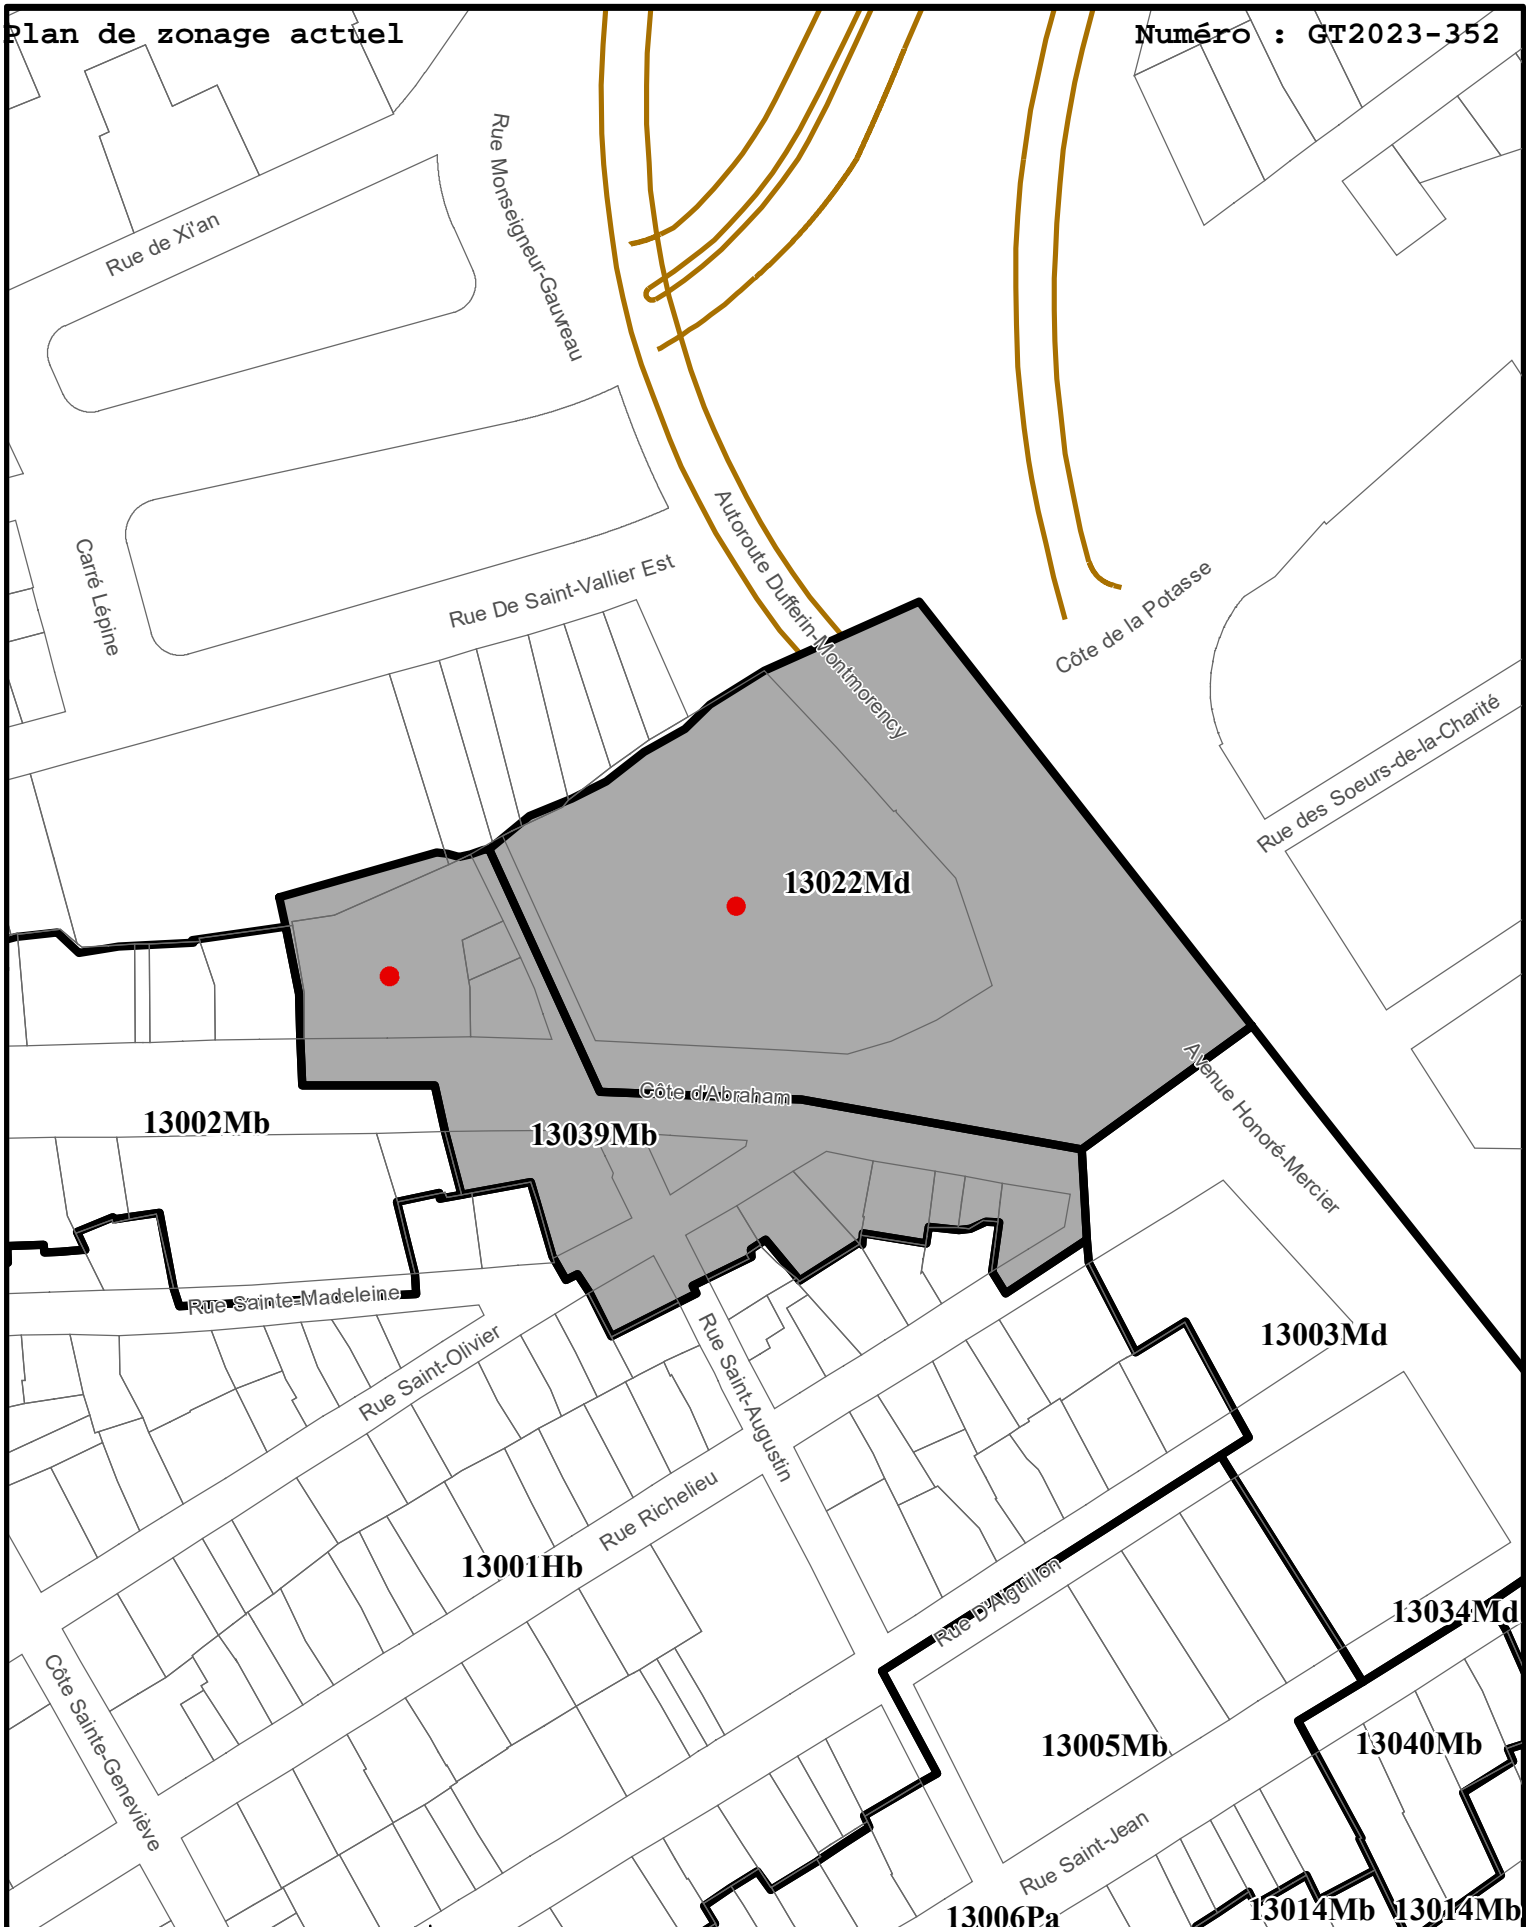 Plan de zonage actuel
Numéro : GT2023-352
Rue Monseigneur-Gauvreau
Rue de Xi'an
Autoroute Dufferin-Montmorency
Carré Lépine
Rue De Saint-Vallier Est
Côte de la Potasse
Rue des Soeurs-de-la-Charité
13022Md
Avenue Honoré-Mercier
Côte d'Abraham
13002Mb
13039Mb
Rue Sainte-Madeleine
13003Md
Rue Saint-Olivier
Rue Saint-Augustin
Rue Richelieu
13001Hb
Rue D'Aiguillon
13034Md
Côte Sainte-Geneviève
13005Mb
13040Mb
Rue Saint-Jean
13006Pa
13014Mb
13014Mb